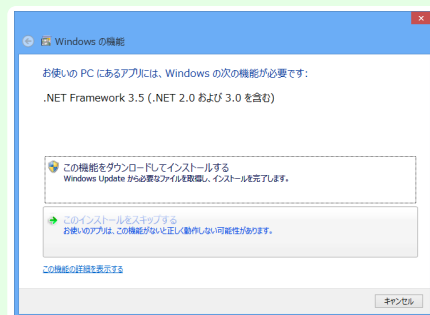 Windows の機能
お使いの PC にあるアプリには、Windows の次の機能が必要です:
.NET Framework 3.5 (.NET 2.0 および 3.0 を含む)
この機能をダウンロードしてインストールする
Windows Update から必要なファイルを取得し、インストールを完了します。
このインストールをスキップする
お使いのアプリは、この機能がないと正しく動作しない可能性があります。
この機能の詳細を表示する
キャンセル